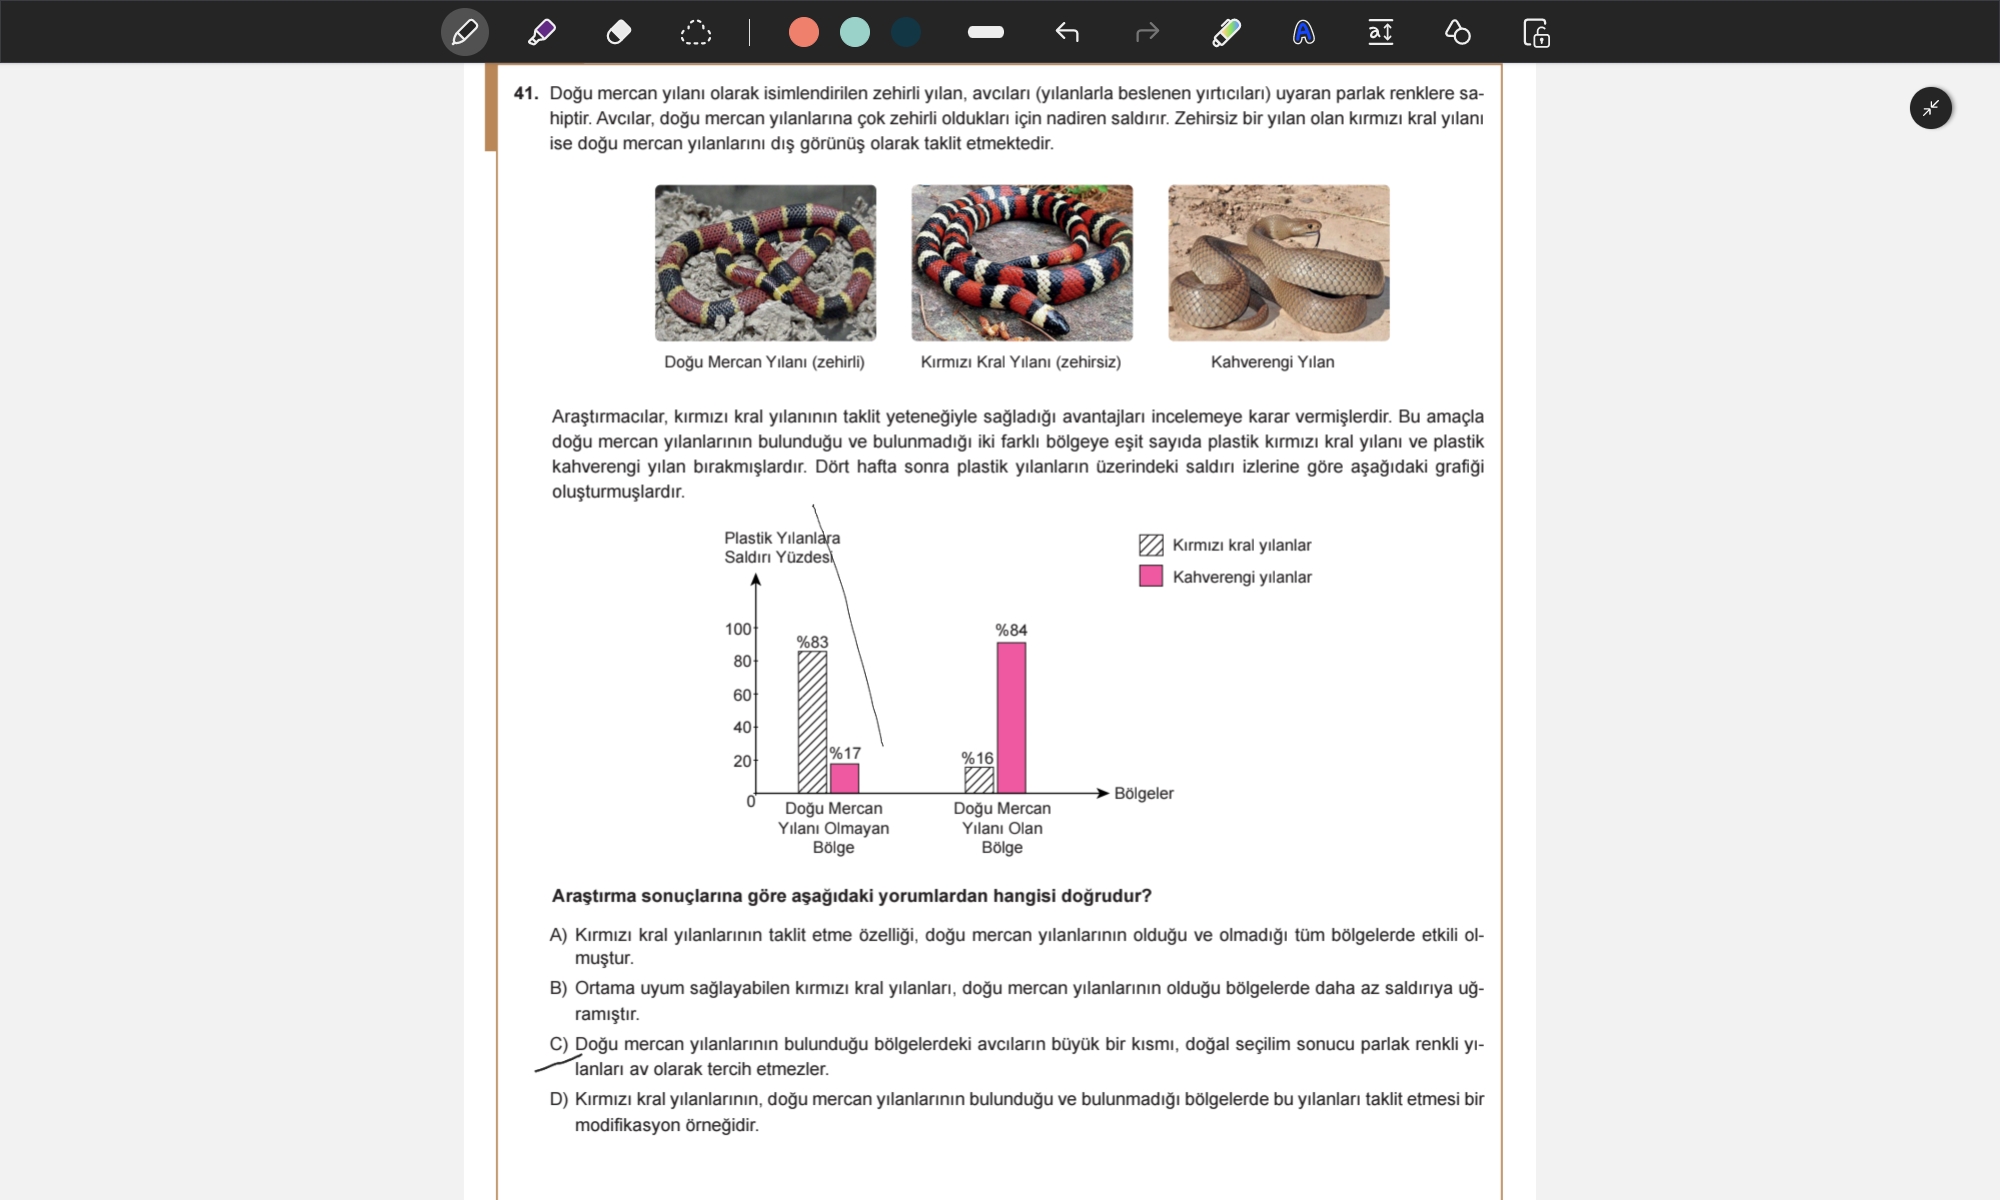 41. Doğu mercan yılanı olarak isimlendirilen zehirli yılan, avcıları (yılanlarla beslenen yırtıcıları) uyaran parlak renklere sa-
hiptir. Avcılar, doğu mercan yılanlarına çok zehirli oldukları için nadiren saldırır. Zehirsiz bir yılan olan kırmızı kral yılanı
ise doğu mercan yılanlarını dış görünüş olarak taklit etmektedir.
Doğu Mercan Yılanı (zehirli)
Kırmızı Kral Yılanı (zehirsiz)
Kahverengi Yılan
Araştırmacılar, kırmızı kral yılanının taklit yeteneğiyle sağladığı avantajları incelemeye karar vermişlerdir. Bu amaçla
doğu mercan yılanlarının bulunduğu ve bulunmadığı iki farklı bölgeye eşit sayıda plastik kırmızı kral yılanı ve plastik
kahverengi yılan bırakmışlardır. Dört hafta sonra plastik yılanların üzerindeki saldırı izlerine göre aşağıdaki grafiği
oluşturmuşlardır.
Plastik Yılanlara
Saldırı Yüzdesi
Kırmızı kral yılanlar
Kahverengi yılanlar
100
80
60
40
20
0
%83
%17
%16
%84
Bölgeler
Doğu Mercan
Yılanı Olmayan
Bölge
Doğu Mercan
Yılanı Olan
Bölge
Araştırma sonuçlarına göre aşağıdaki yorumlardan hangisi doğrudur?
A) Kırmızı kral yılanlarının taklit etme özelliği, doğu mercan yılanlarının olduğu ve olmadığı tüm bölgelerde etkili ol-
muştur.
B) Ortama uyum sağlayabilen kırmızı kral yılanları, doğu mercan yılanlarının olduğu bölgelerde daha az saldırıya uğ-
ramıştır.
C) Doğu mercan yılanlarının bulunduğu bölgelerdeki avcıların büyük bir kısmı, doğal seçilim sonucu parlak renkli yı-
lanları av olarak tercih etmezler.
D) Kırmızı kral yılanlarının, doğu mercan yılanlarının bulunduğu ve bulunmadığı bölgelerde bu yılanları taklit etmesi bir
modifikasyon örneğidir.